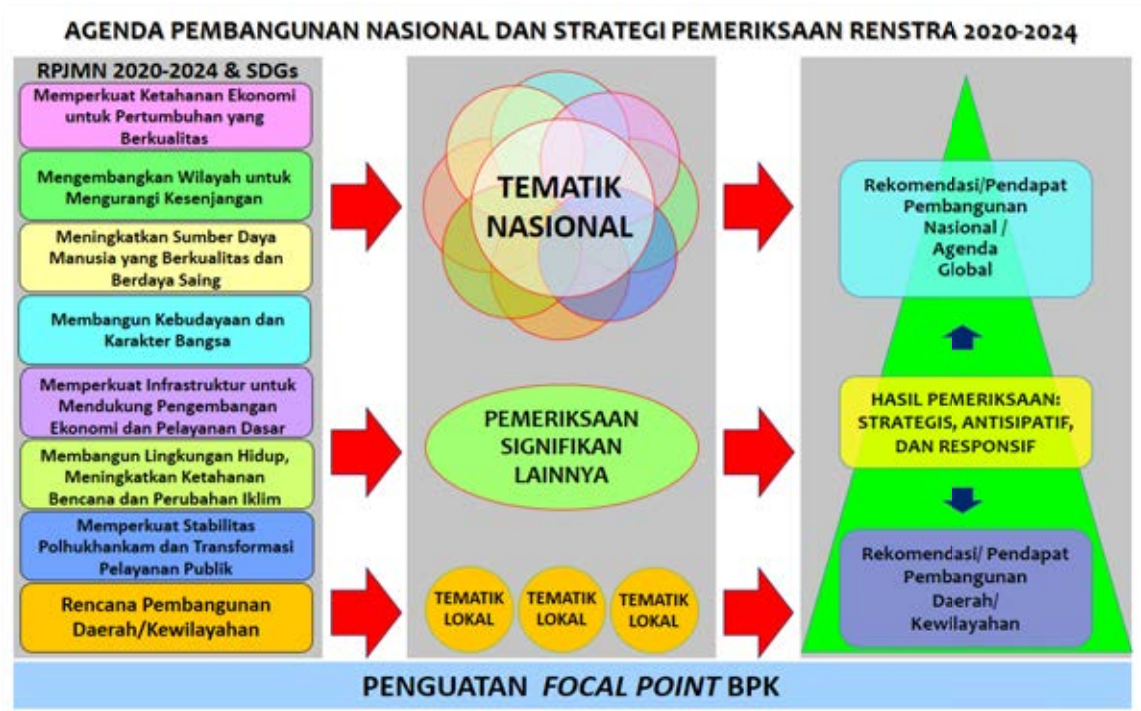 AGENDA PEMBANGUNAN NASIONAL DAN STRATEGI PEMERIKSAAN RENSTRA 2020-2024
RPJMN 2020-2024 & SDGs
Memperkuat Ketahanan Ekonomi
untuk Pertumbuhan yang
Berkualitas
Mengembangkan Wilayah untuk
Mengurangi Kesenjangan
Meningkatkan Sumber Daya
Manusia yang Berkualitas dan
Berdaya Saing
Membangun Kebudayaan dan
Karakter Bangsa
Memperkuat Infrastruktur untuk
Mendukung Pengembangan
Ekonomi dan Pelayanan Dasar
Membangun Lingkungan Hidup,
Meningkatkan Ketahanan
Bencana dan Perubahan Iklim
Memperkuat Stabilitas
Polhukhankam dan Transformasi
Pelayanan Publik
Rencana Pembangunan
Daerah/Kewilayahan
TEMATIK
NASIONAL
PEMERIKSAAN
SIGNIFIKAN
LAINNYA
TEMATIK
LOKAL
TEMATIK
LOKAL
TEMATIK
LOKAL
Rekomendasi/Pendapat
Pembangunan
Nasional /
Agenda
Global
HASIL PEMERIKSAAN:
STRATEGIS, ANTISIPATIF,
DAN RESPONSIF
Rekomendasi/ Pendapat
Pembangunan
Daerah/
Kewilayahan
PENGUATAN FOCAL POINT BPK